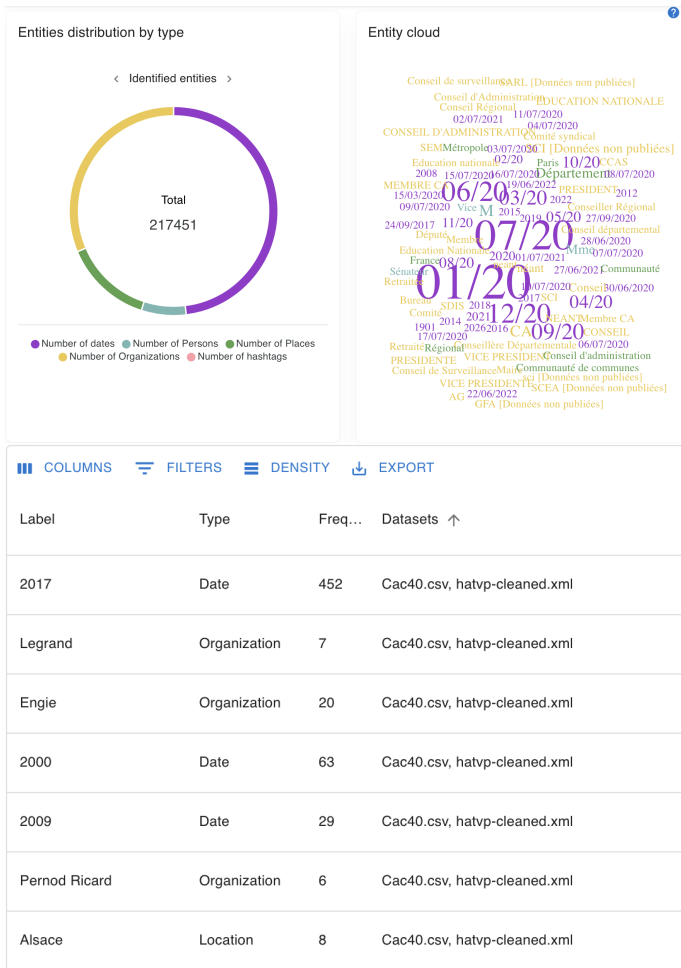 Entities distribution by type
Identified entities
Total
217451
Number of dates Number of Persons Number of Places
Number of Organizations Number of hashtags
Entity cloud
?
Conseil de surveillance SARL [Données non publiées]
Conseil d'Administration EDUCATION NATIONALE
Conseil Régional 11/07/2020
02/07/2021 04/07/2020
CONSEIL D'ADMINISTRATION Comité syndical
SEM Métropole 03/07/2020 SCI [Données non publiées]
Education nationale 02/20 Paris 10/20 CCAS
2008 15/07/2020 16/07/2020 Département 18/07/2020
MEMBRE CA 06/20 19/06/2022 PRESIDENT 2012
15/03/2020 03/20 2022
09/07/2020 Vice M 2015 Conseiller Régional
24/09/2017 11/20 2019 05/20 27/09/2020
Député 07/20 Conseil départemental
Membre 28/06/2020
Education Nationale Mme 07/07/2020
France 08/20 2020 01/07/2021
Sénateur 01/20 27/06/2021 Communauté
Retraitée 10/07/2020 Conseil 30/06/2020
Bureau SDIS 2018 2017 SCI 04/20
Comité 2021 12/20 NEANT Membre CA
1901 2014 2026 2016 CA 09/20 CONSEIL
17/07/2020
Retraité Régional Conseillère Départementale 06/07/2020
PRESIDENTE VICE PRESIDENT Conseil d'administration
Conseil de Surveillance Maire Communauté de communes
VICE PRESIDENTE sci [Données non publiées]
AG 22/06/2022 SCEA [Données non publiées]
GFA [Données non publiées]
COLUMNS FILTERS DENSITY EXPORT
Label Type Freq… Datasets
2017 Date 452 Cac40.csv, hatvp-cleaned.xml
Legrand Organization 7 Cac40.csv, hatvp-cleaned.xml
Engie Organization 20 Cac40.csv, hatvp-cleaned.xml
2000 Date 63 Cac40.csv, hatvp-cleaned.xml
2009 Date 29 Cac40.csv, hatvp-cleaned.xml
Pernod Ricard Organization 6 Cac40.csv, hatvp-cleaned.xml
Alsace Location 8 Cac40.csv, hatvp-cleaned.xml